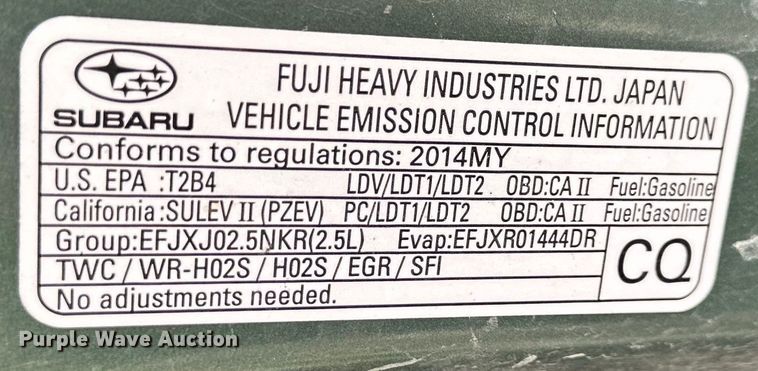 FUJI HEAVY INDUSTRIES LTD. JAPAN
SUBARU
VEHICLE EMISSION CONTROL INFORMATION
Conforms to regulations: 2014MY
U.S. EPA :T2B4 LDV/LDT1/LDT2 OBD:CA II Fuel:Gasoline
California:SULEV II (PZEV) PC/LDT1/LDT2 OBD:CA II Fuel:Gasoline
Group:EFJXJ02.5NKR(2.5L) Evap:EFJXR01444DR
TWC / WR-H02S / H02S / EGR / SFI
CQ
No adjustments needed.
Purple Wave Auction